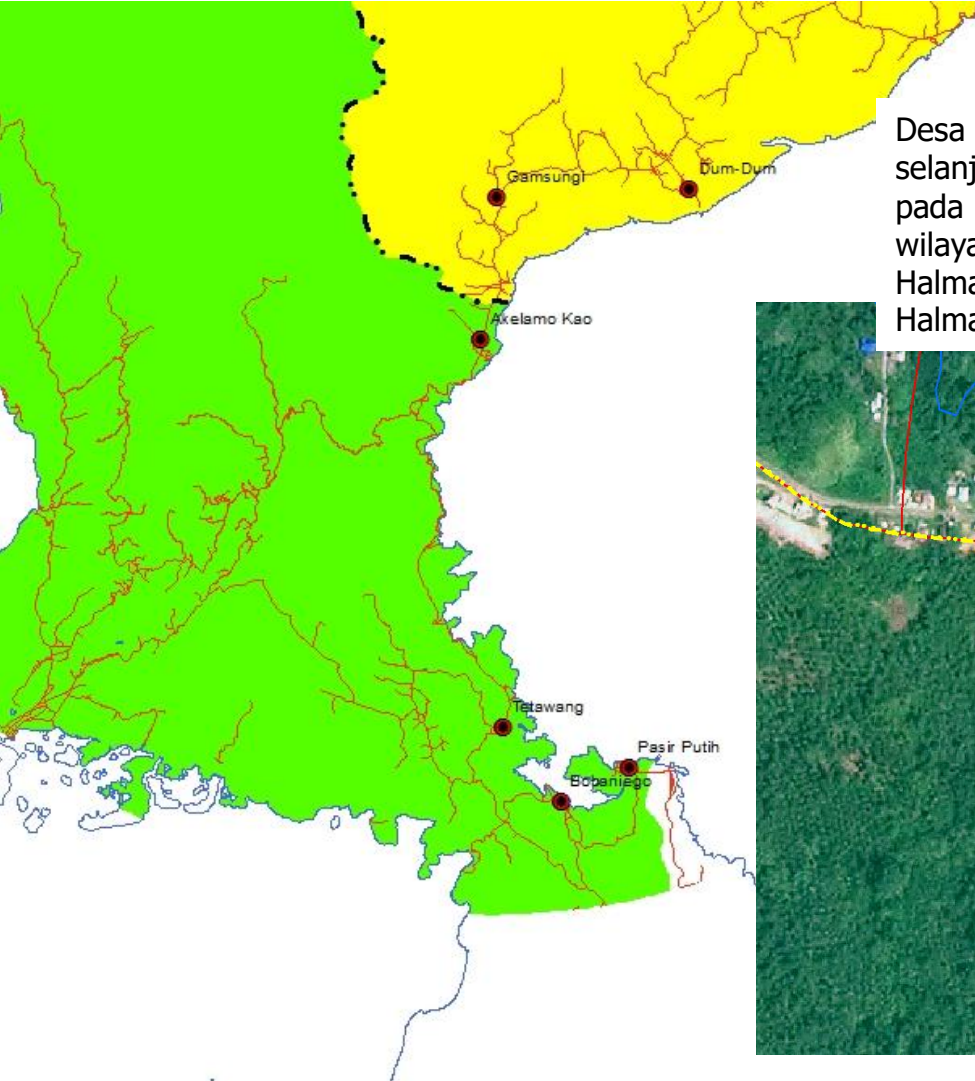 Gamsungi
Dum-Dum
Akelamo Kao
Tetawang
Pasir Putih
Bobaniego
Desa
selanj
pada
wilaya
Halma
Halma